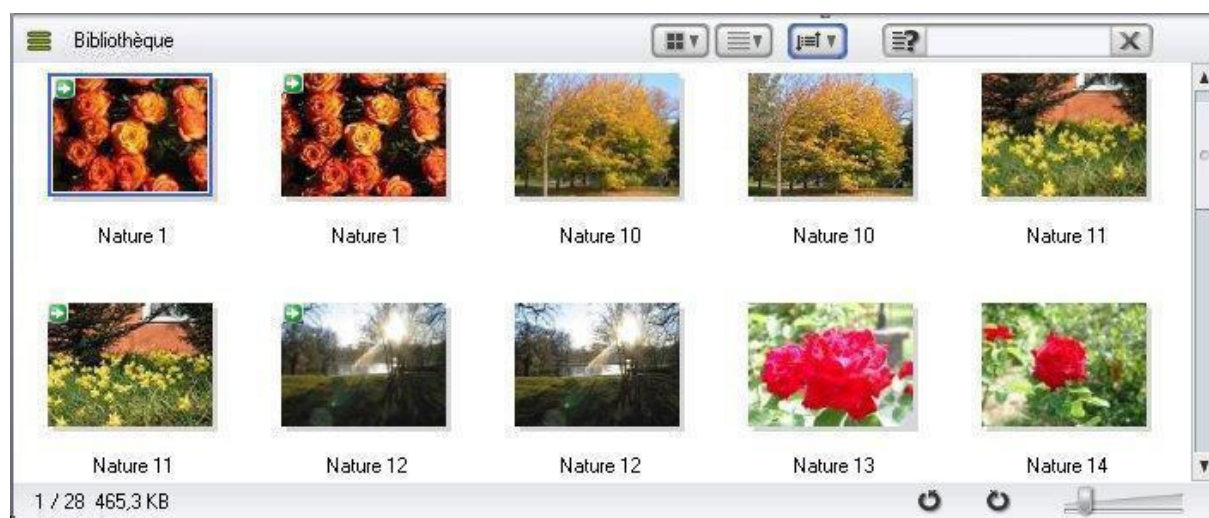 Bibliothèque
Nature 1 Nature 1 Nature 10 Nature 10 Nature 11
Nature 11 Nature 12 Nature 12 Nature 13 Nature 14
1 / 28 465,3 KB